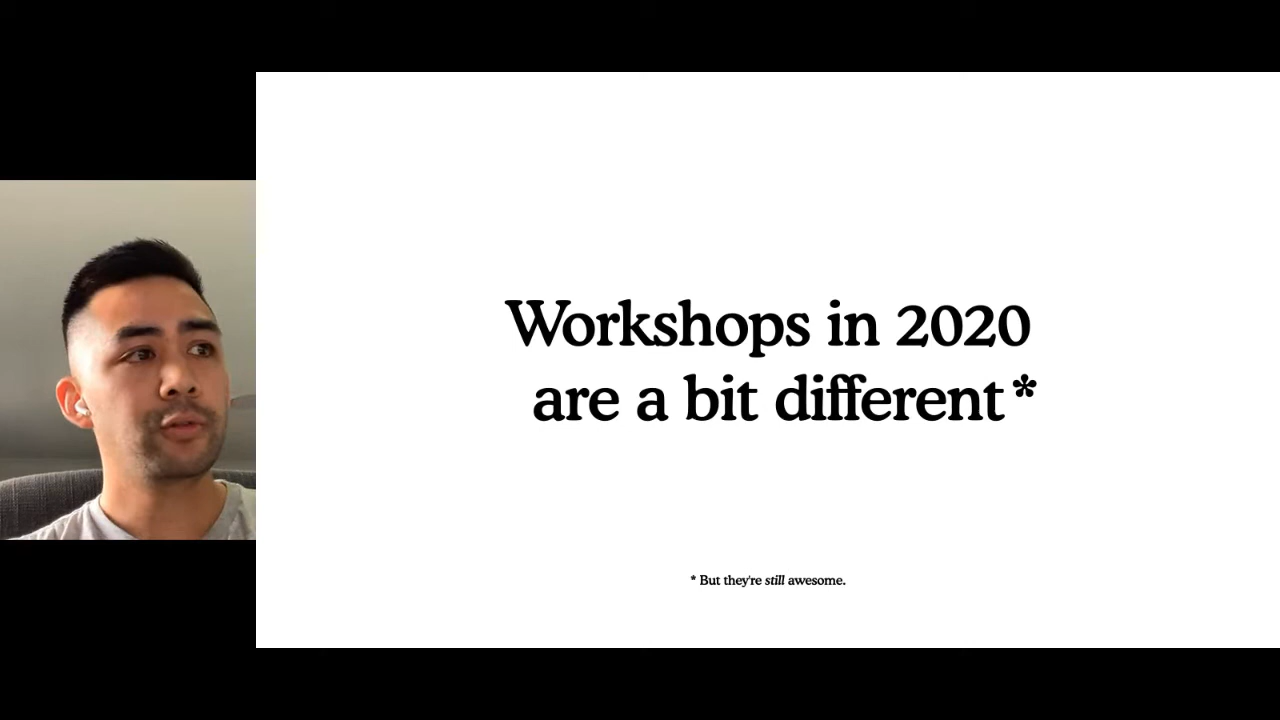 Workshops in 2020
are a bit different*
* But they're still awesome.